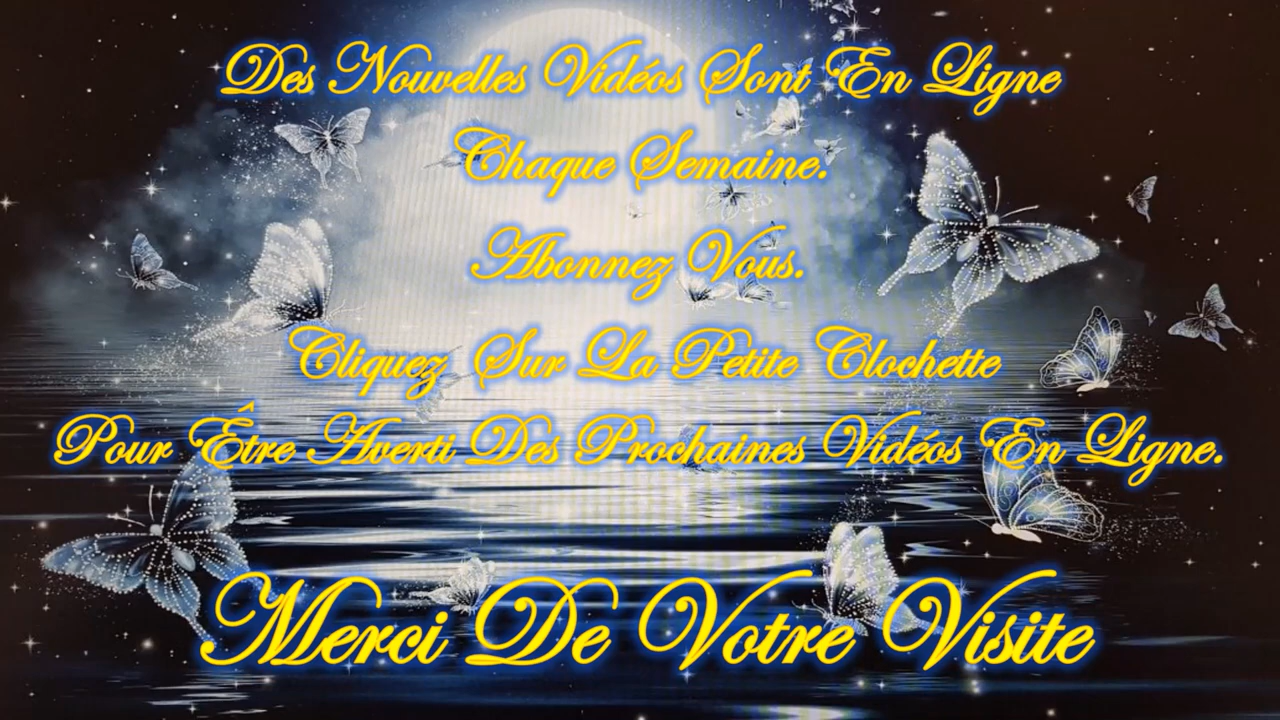 Des Nouvelles Vidéos Sont En Ligne
Chaque Semaine.
Abonnez Vous.
Cliquez Sur La Petite Clochette
Pour Être Averti Des Prochaines Vidéos En Ligne.
Merci De Votre Visite